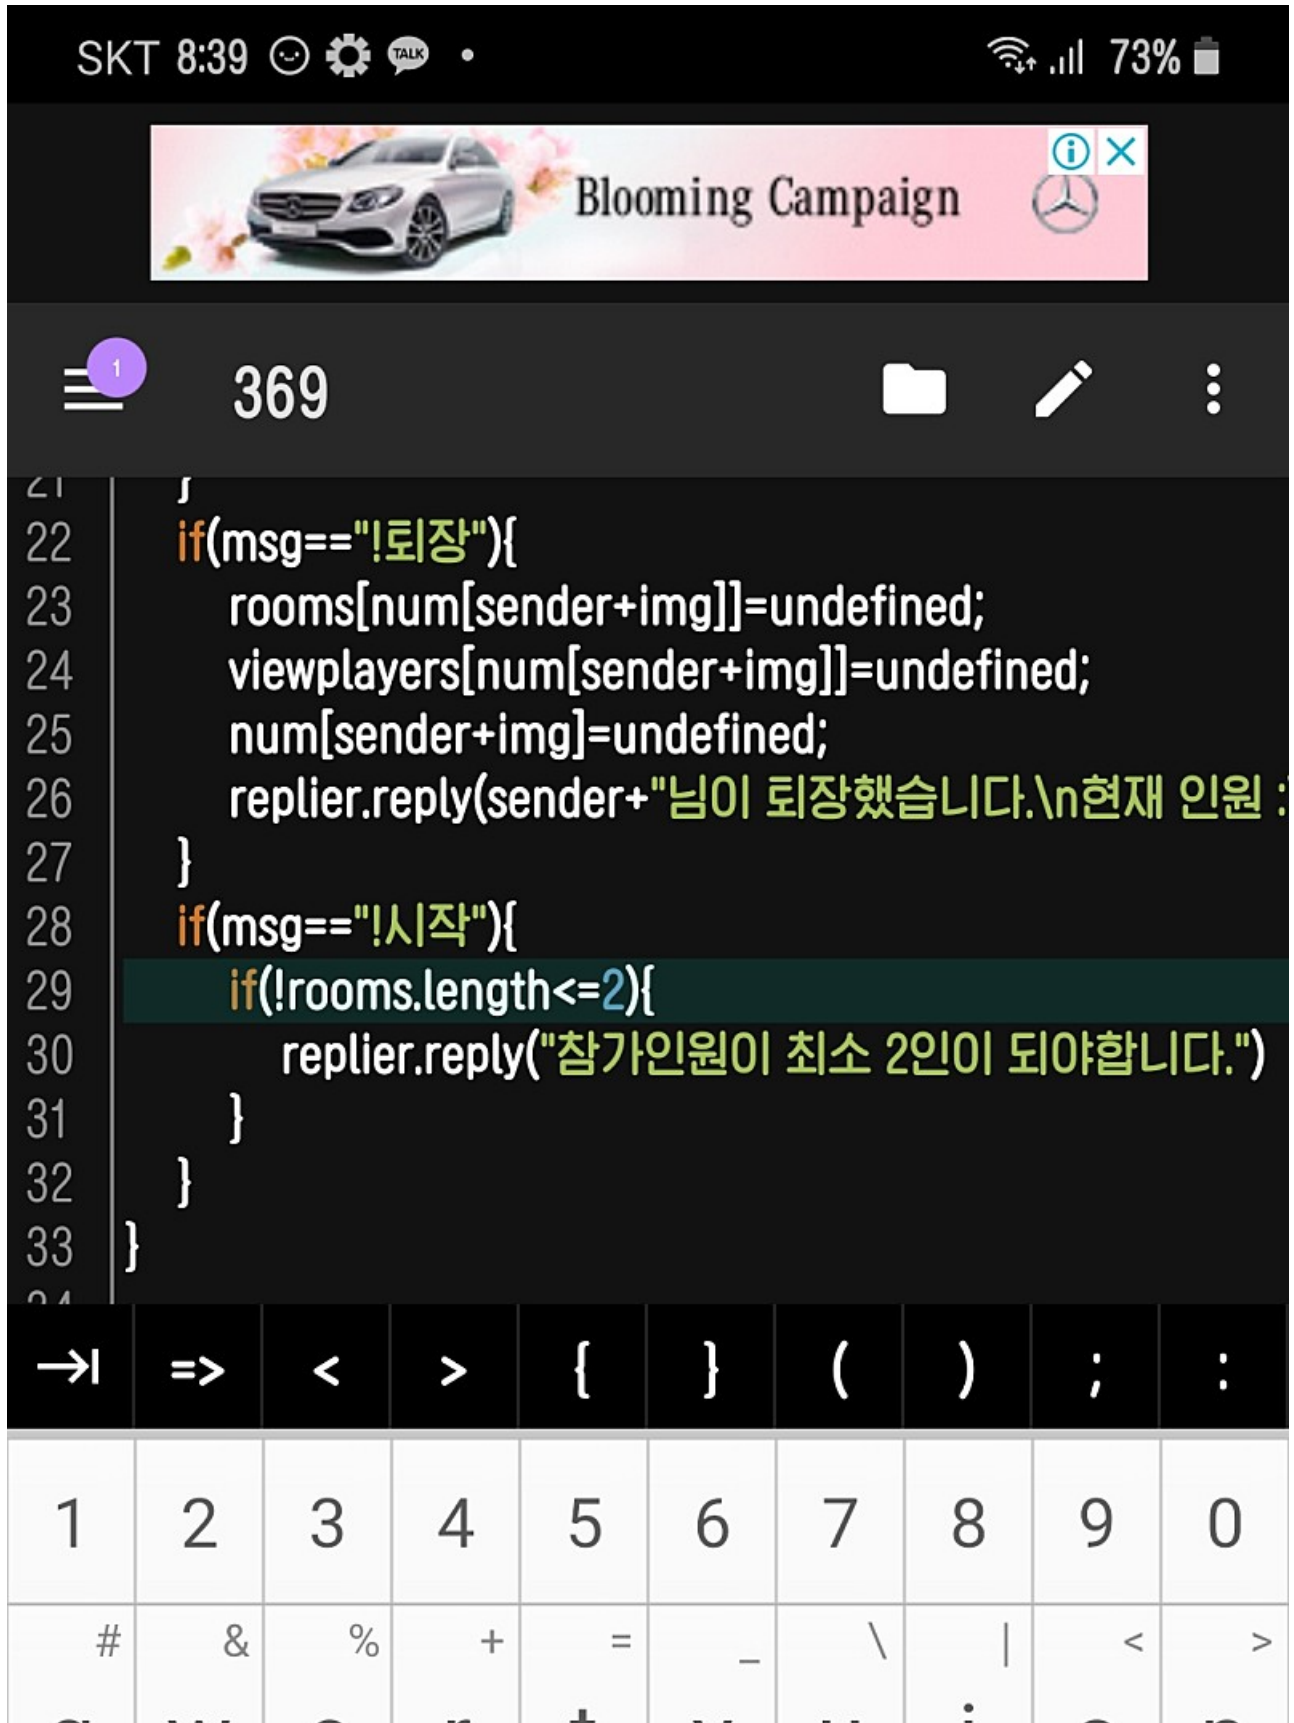 SKT 8:39 TALK 73%
Blooming Campaign
1 369
21 }
22 if(msg=="!퇴장"){
23 rooms[num[sender+img]]=undefined;
24 viewplayers[num[sender+img]]=undefined;
25 num[sender+img]=undefined;
26 replier.reply(sender+"님이 퇴장했습니다.\n현재 인원 :
27 }
28 if(msg=="!시작"){
29 if(!rooms.length<=2){
30 replier.reply("참가인원이 최소 2인이 되야합니다.")
31 }
32 }
33 }
=> < > { } ( ) ; :
1 2 3 4 5 6 7 8 9 0
# & % + = _ \ | < >